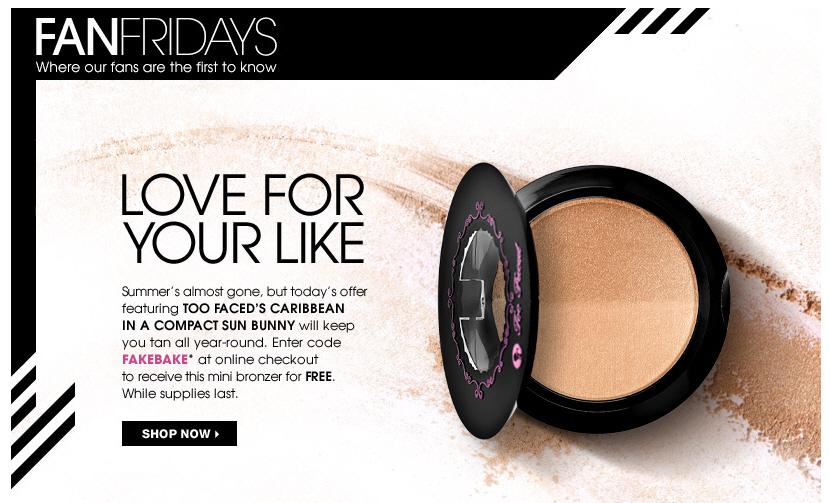 FANFRIDAYS
Where our fans are the first to know
LOVE FOR
YOUR LIKE
Summer's almost gone, but today's offer
featuring TOO FACED'S CARIBBEAN
IN A COMPACT SUN BUNNY will keep
you tan all year-round. Enter code
FAKEBAKE* at online checkout
to receive this mini bronzer for FREE.
While supplies last.
SHOP NOW
Too Faced